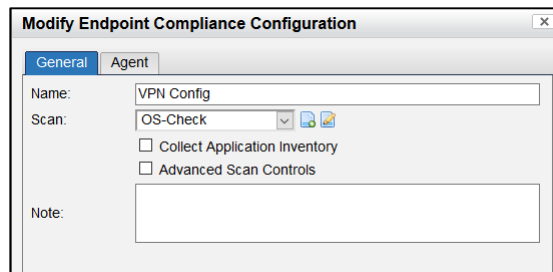 Modify Endpoint Compliance Configuration
General Agent
Name: VPN Config
Scan: OS-Check
Collect Application Inventory
Advanced Scan Controls
Note: